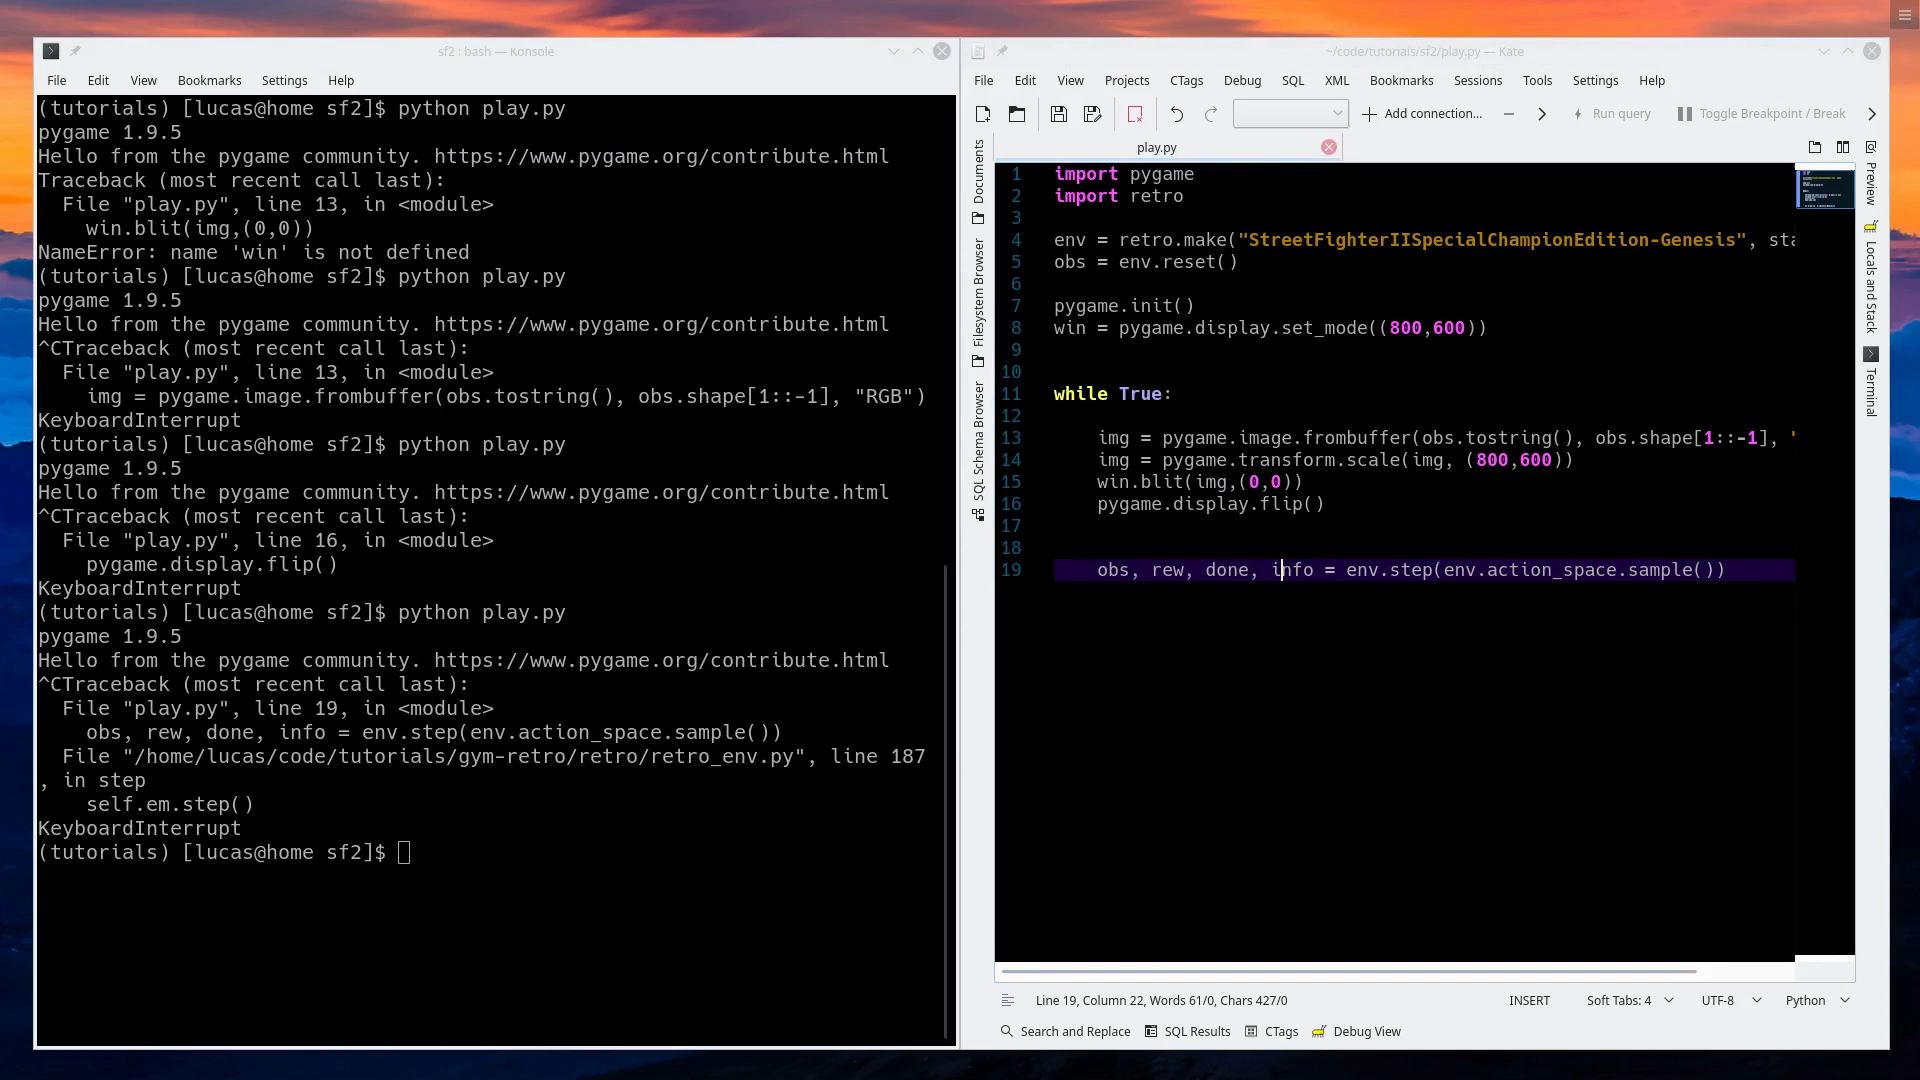 sf2 : bash — Konsole
File Edit View Bookmarks Settings Help
(tutorials) [lucas@home sf2]$ python play.py
pygame 1.9.5
Hello from the pygame community. https://www.pygame.org/contribute.html
Traceback (most recent call last):
  File "play.py", line 13, in <module>
    win.blit(img,(0,0))
NameError: name 'win' is not defined
(tutorials) [lucas@home sf2]$ python play.py
pygame 1.9.5
Hello from the pygame community. https://www.pygame.org/contribute.html
^CTraceback (most recent call last):
  File "play.py", line 13, in <module>
    img = pygame.image.frombuffer(obs.tostring(), obs.shape[1::-1], "RGB")
KeyboardInterrupt
(tutorials) [lucas@home sf2]$ python play.py
pygame 1.9.5
Hello from the pygame community. https://www.pygame.org/contribute.html
^CTraceback (most recent call last):
  File "play.py", line 16, in <module>
    pygame.display.flip()
KeyboardInterrupt
(tutorials) [lucas@home sf2]$ python play.py
pygame 1.9.5
Hello from the pygame community. https://www.pygame.org/contribute.html
^CTraceback (most recent call last):
  File "play.py", line 19, in <module>
    obs, rew, done, info = env.step(env.action_space.sample())
  File "/home/lucas/code/tutorials/gym-retro/retro/retro_env.py", line 187
, in step
    self.em.step()
KeyboardInterrupt
(tutorials) [lucas@home sf2]$
~/code/tutorials/sf2/play.py — Kate
File Edit View Projects CTags Debug SQL XML Bookmarks Sessions Tools Settings Help
Add connection... Run query Toggle Breakpoint / Break
play.py
Documents
Filesystem Browser
SQL Schema Browser
1 import pygame
2 import retro
3
4 env = retro.make("StreetFighterIISpecialChampionEdition-Genesis", sta
5 obs = env.reset()
6
7 pygame.init()
8 win = pygame.display.set_mode((800,600))
9
10
11 while True:
12
13     img = pygame.image.frombuffer(obs.tostring(), obs.shape[1::-1], "
14     img = pygame.transform.scale(img, (800,600))
15     win.blit(img,(0,0))
16     pygame.display.flip()
17
18
19     obs, rew, done, info = env.step(env.action_space.sample())
Preview
Locals and Stack
Terminal
Line 19, Column 22, Words 61/0, Chars 427/0 INSERT Soft Tabs: 4 UTF-8 Python
Search and Replace SQL Results CTags Debug View